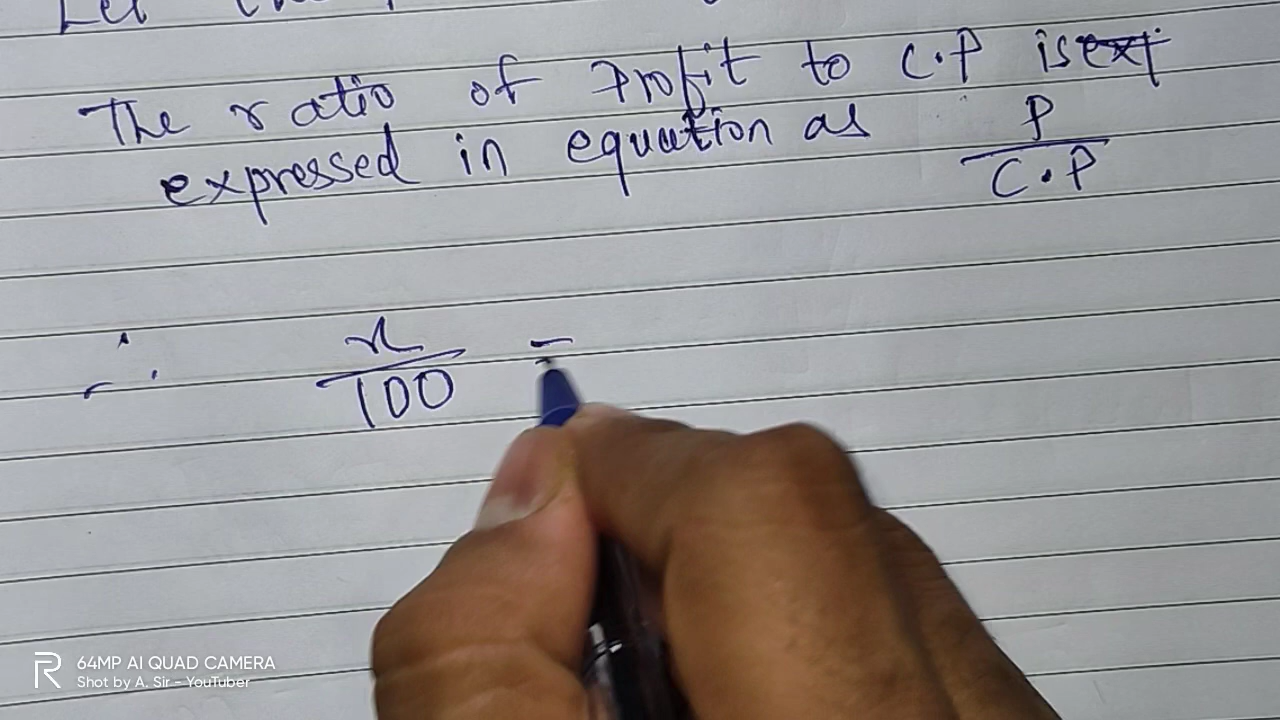 Let
The ratio of Profit to C.P is
expressed in equation as P / C.P
∴ x / 100 =
64MP AI QUAD CAMERA
Shot by A. Sir - YouTuber